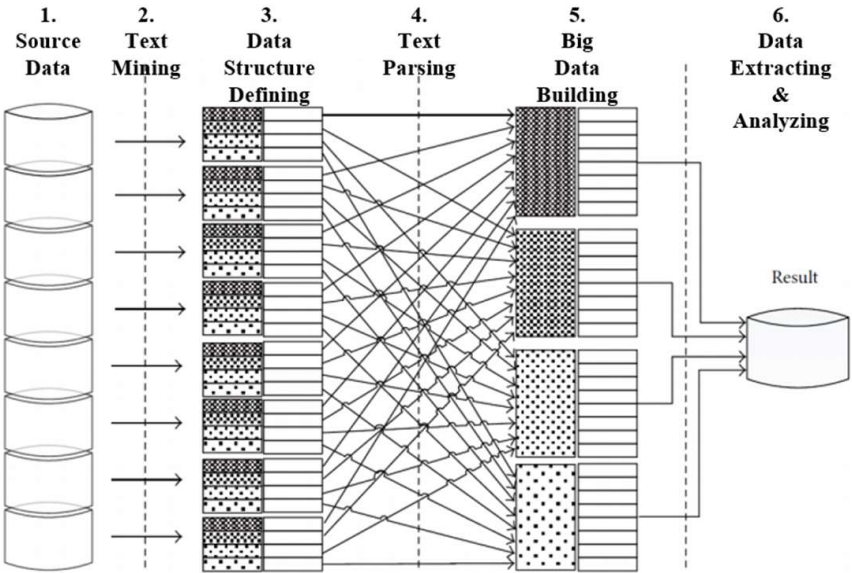 1.
Source
Data
2.
Text
Mining
3.
Data
Structure
Defining
4.
Text
Parsing
5.
Big
Data
Building
6.
Data
Extracting
&
Analyzing
Result